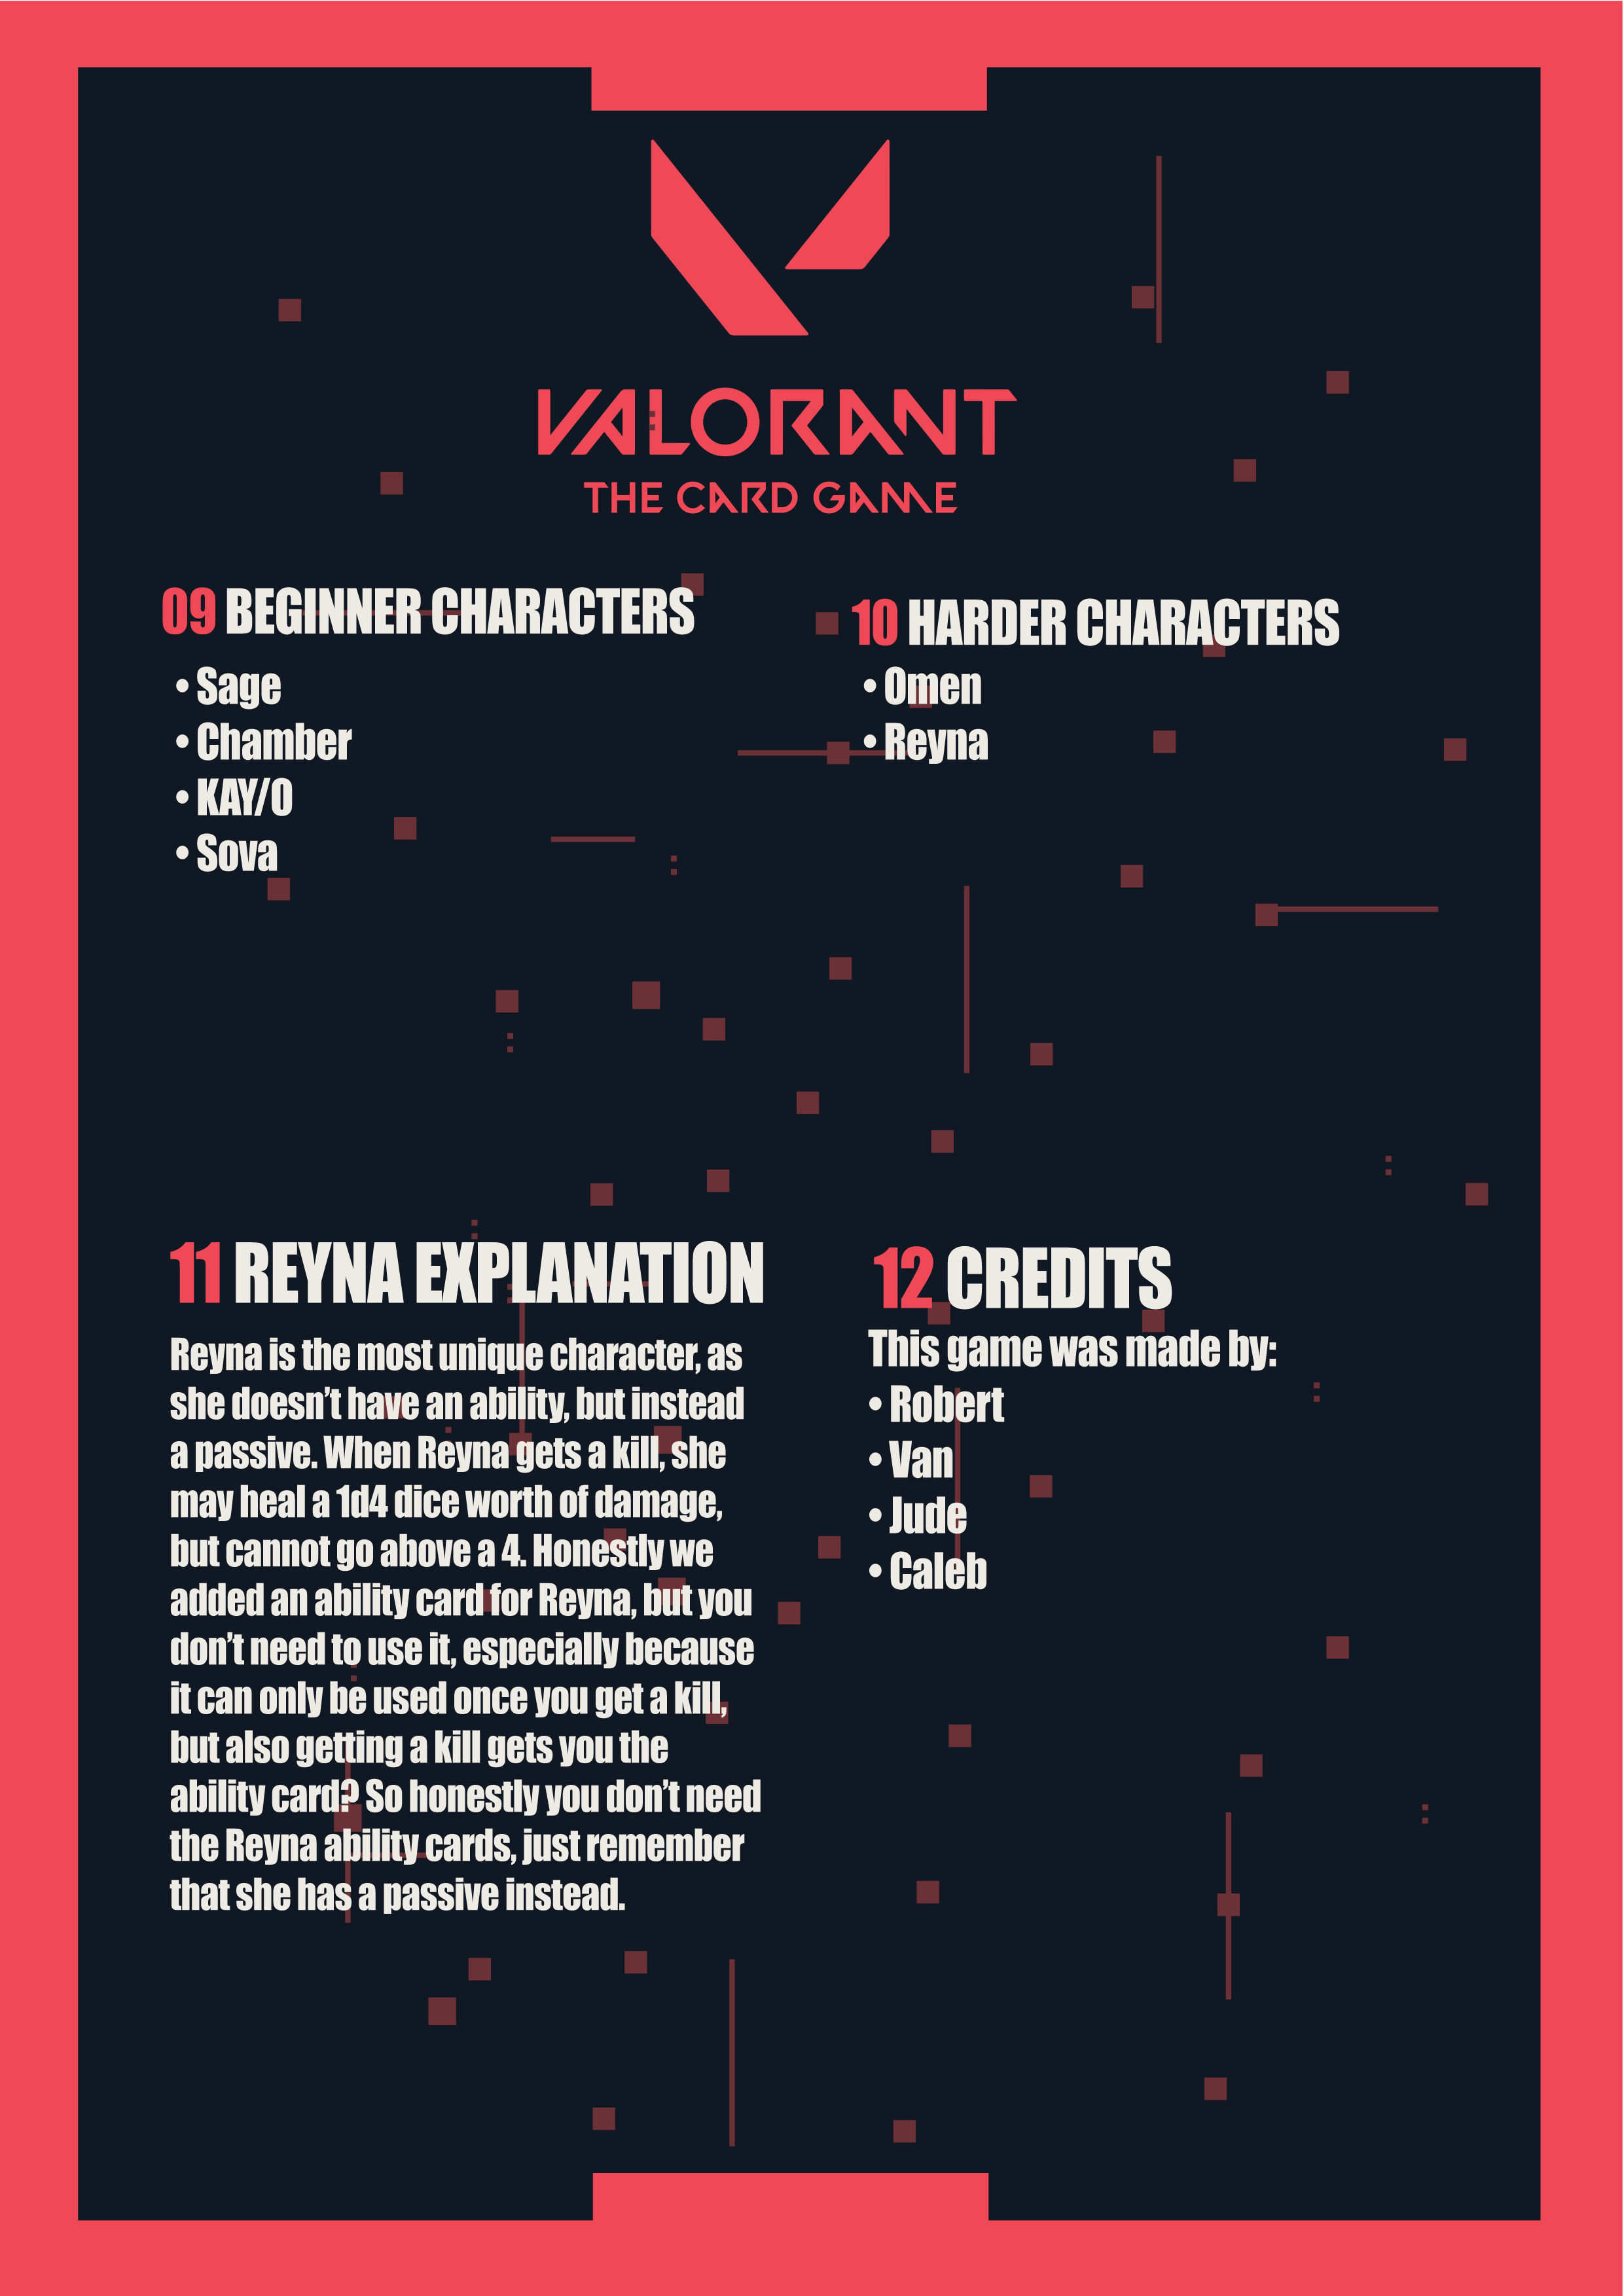 VALORANT
THE CARD GAME
09 BEGINNER CHARACTERS
• Sage
• Chamber
• KAY/O
• Sova
10 HARDER CHARACTERS
• Omen
• Reyna
11 REYNA EXPLANATION
Reyna is the most unique character, as
she doesn’t have an ability, but instead
a passive. When Reyna gets a kill, she
may heal a 1d4 dice worth of damage,
but cannot go above a 4. Honestly we
added an ability card for Reyna, but you
don’t need to use it, especially because
it can only be used once you get a kill,
but also getting a kill gets you the
ability card? So honestly you don’t need
the Reyna ability cards, just remember
that she has a passive instead.
12 CREDITS
This game was made by:
• Robert
• Van
• Jude
• Caleb